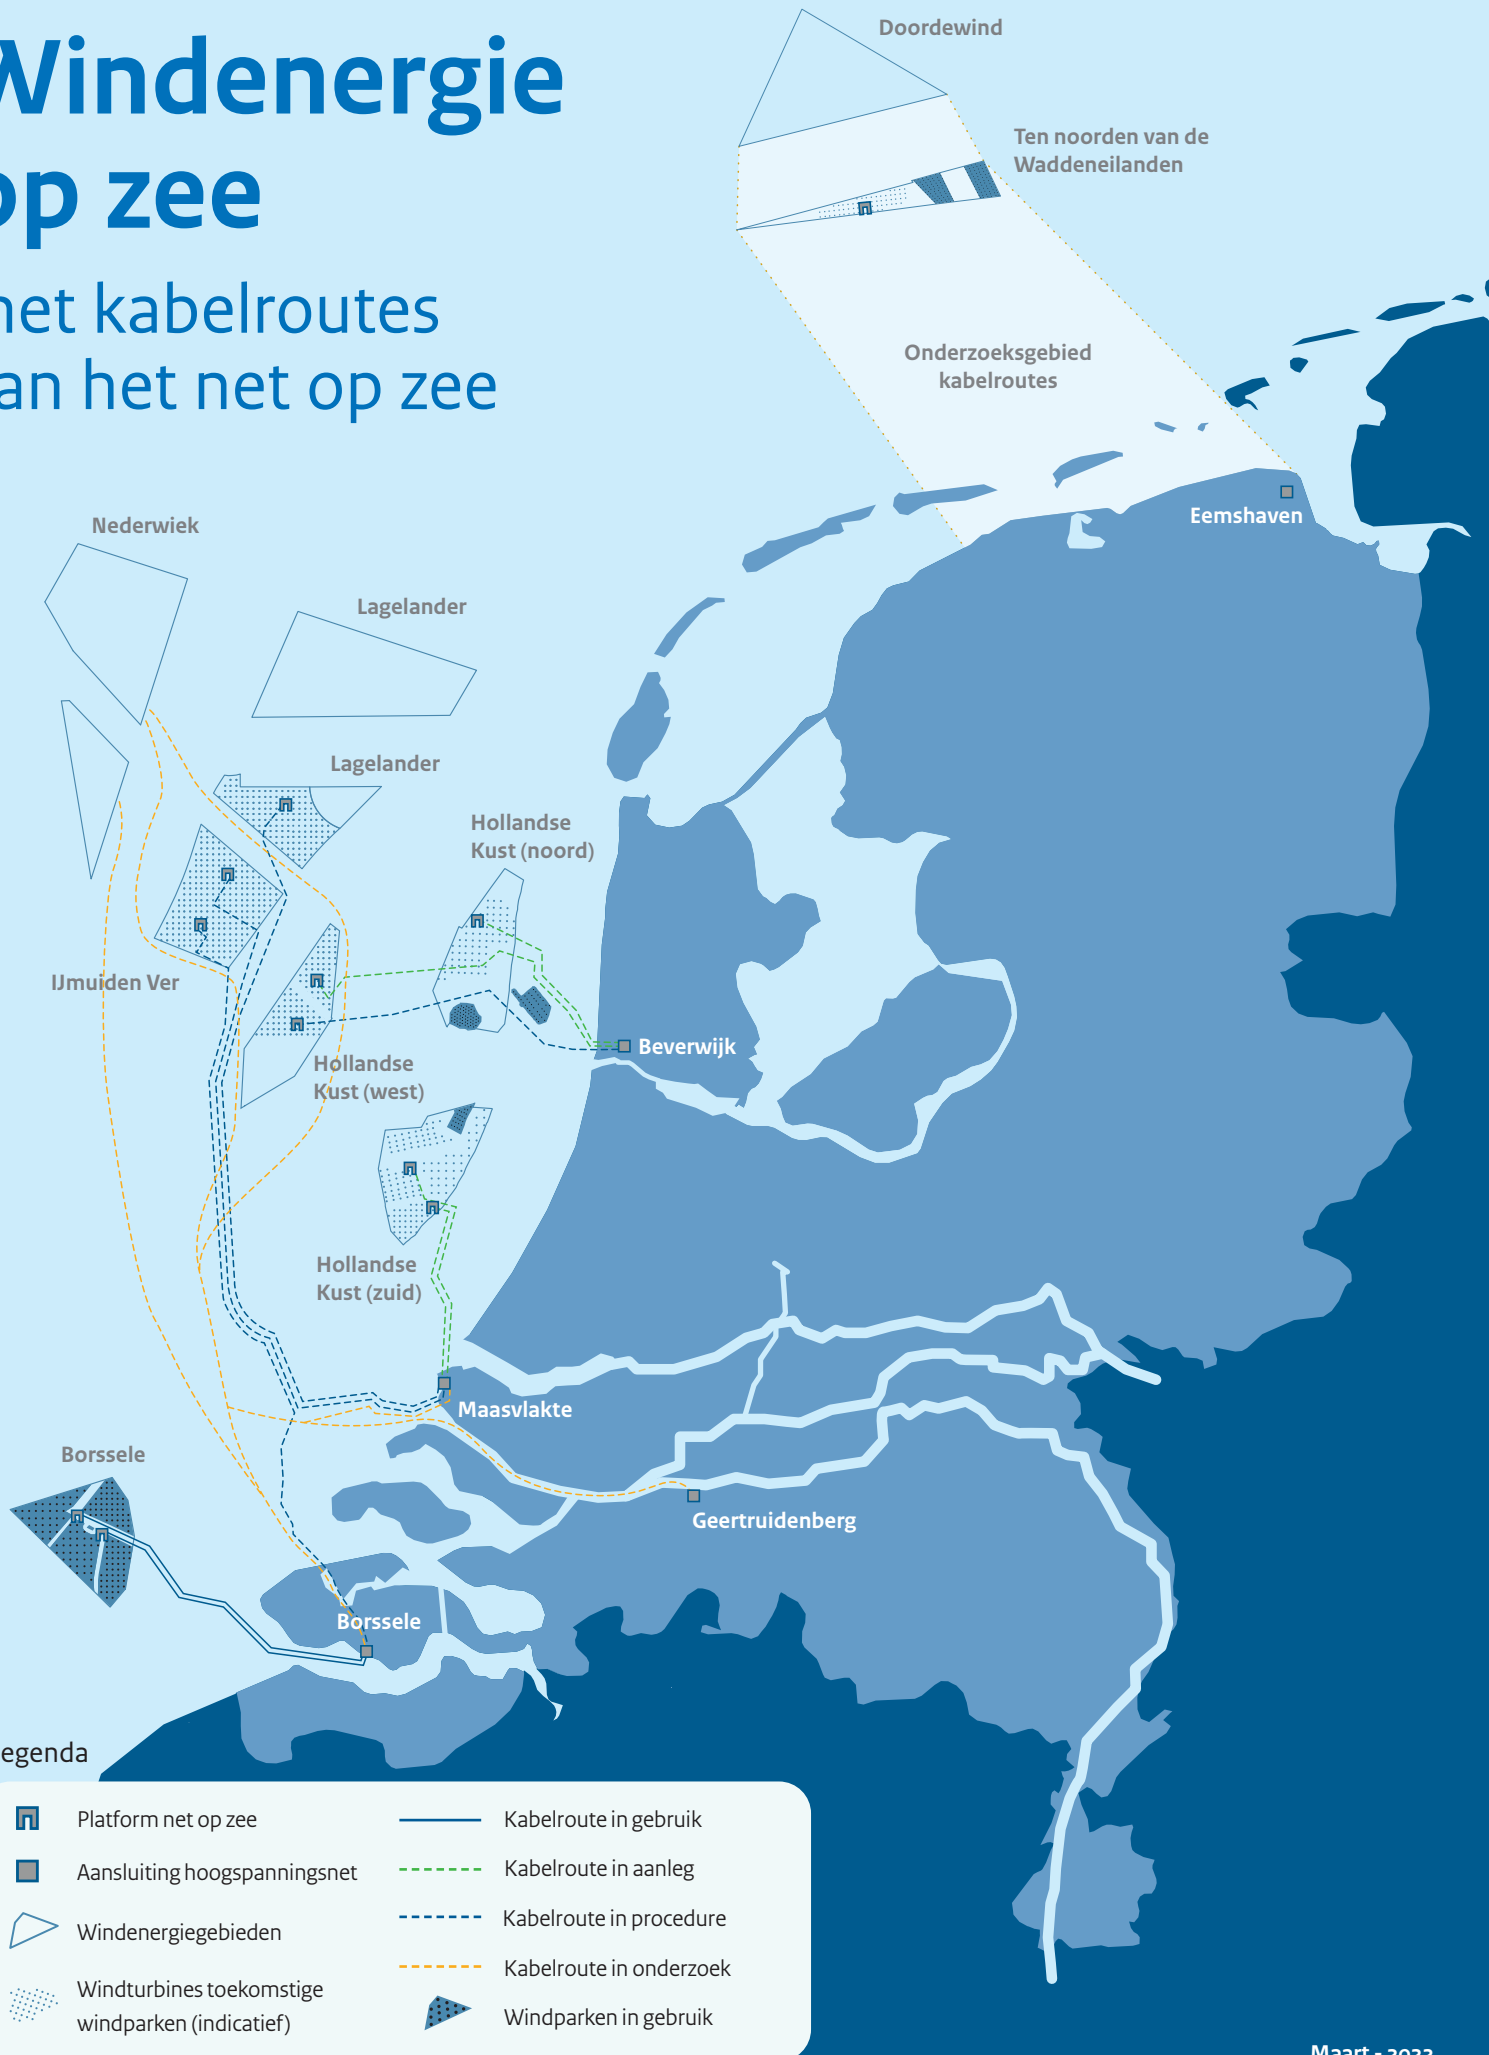 Windenergie
op zee
met kabelroutes
van het net op zee
Doordewind
Ten noorden van de
Waddeneilanden
Onderzoeksgebied
kabelroutes
Eemshaven
Nederwiek
Lagelander
Lagelander
Hollandse
Kust (noord)
IJmuiden Ver
Beverwijk
Hollandse
Kust (west)
Hollandse
Kust (zuid)
Maasvlakte
Borssele
Geertruidenberg
Borssele
egenda
Platform net op zee
Aansluiting hoogspanningsnet
Windenergiegebieden
Windturbines toekomstige
windparken (indicatief)
Kabelroute in gebruik
Kabelroute in aanleg
Kabelroute in procedure
Kabelroute in onderzoek
Windparken in gebruik
Maart -